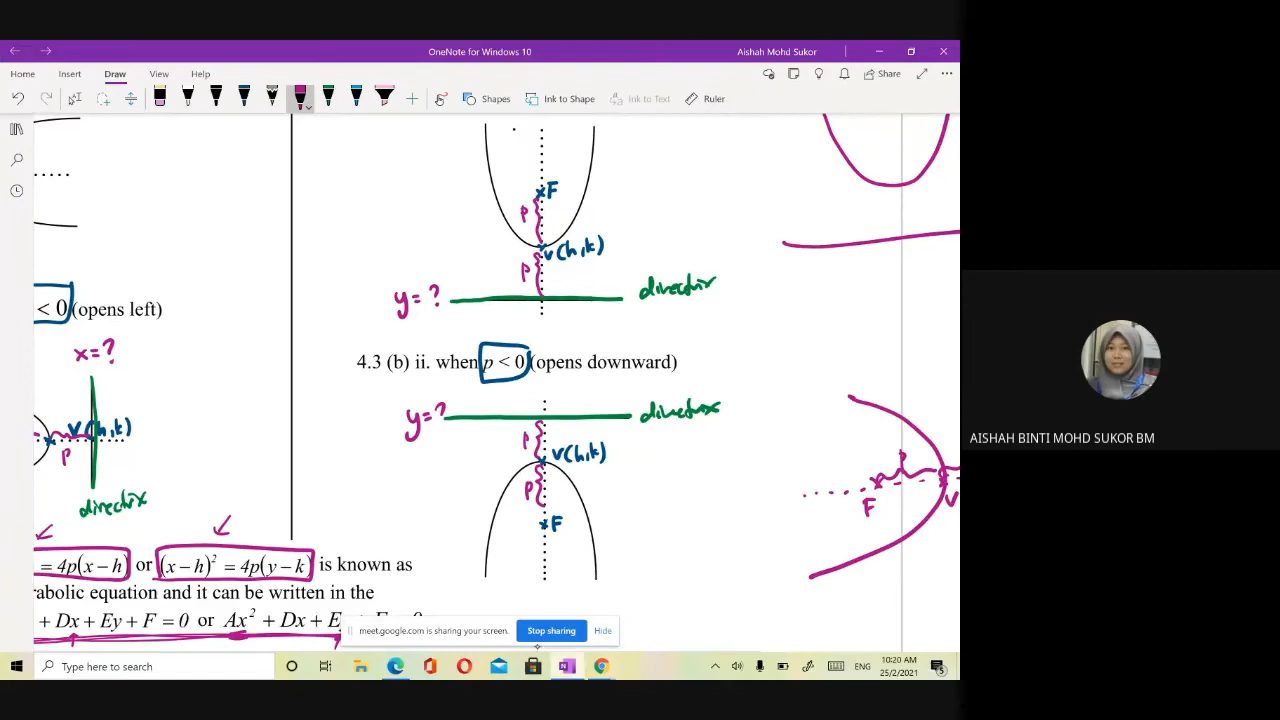 OneNote for Windows 10
Aishah Mohd Sukor
Home Insert Draw View Help
Share
Shapes
Ink to Shape
Ink to Text
Ruler
F
p
v(h,k)
p
y = ?
directrix
< 0 (opens left)
x = ?
v(h,k)
p
directrix
4.3 (b) ii. when p < 0 (opens downward)
y = ?
directrix
p
v(h,k)
p
F
p
F
V
= 4p(x − h) or (x − h)² = 4p(y − k) is known as
rabolic equation and it can be written in the
+ Dx + Ey + F = 0 or Ax² + Dx + E
meet.google.com is sharing your screen.
Stop sharing
Hide
AISHAH BINTI MOHD SUKOR BM
Type here to search
ENG
10:20 AM
25/2/2021
5